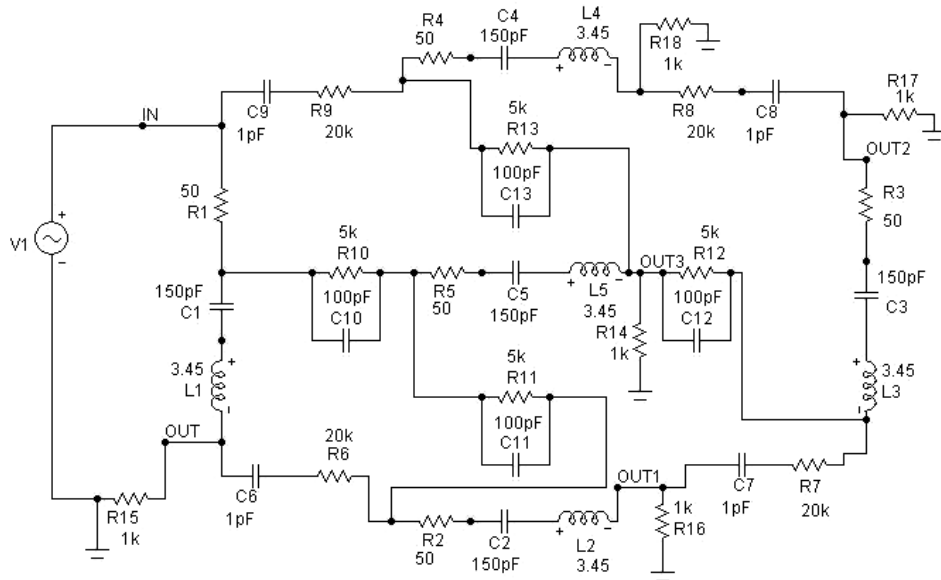 R4
50
C4
150pF
L4
3.45
+ −
R18
1k
C9
1pF
R9
20k
R8
20k
C8
1pF
R17
1k
IN
5k
R13
100pF
C13
OUT2
50
R1
R3
50
+
V1
−
5k
R10
100pF
C10
R5
50
C5
150pF
L5
3.45
+ −
OUT3
5k
R12
100pF
C12
R14
1k
150pF
C1
150pF
C3
3.45
L1
+
-
3.45
L3
+
-
5k
R11
100pF
C11
OUT
R15
1k
C6
1pF
20k
R6
R2
50
C2
150pF
L2
3.45
+ −
OUT1
1k
R16
C7
1pF
R7
20k